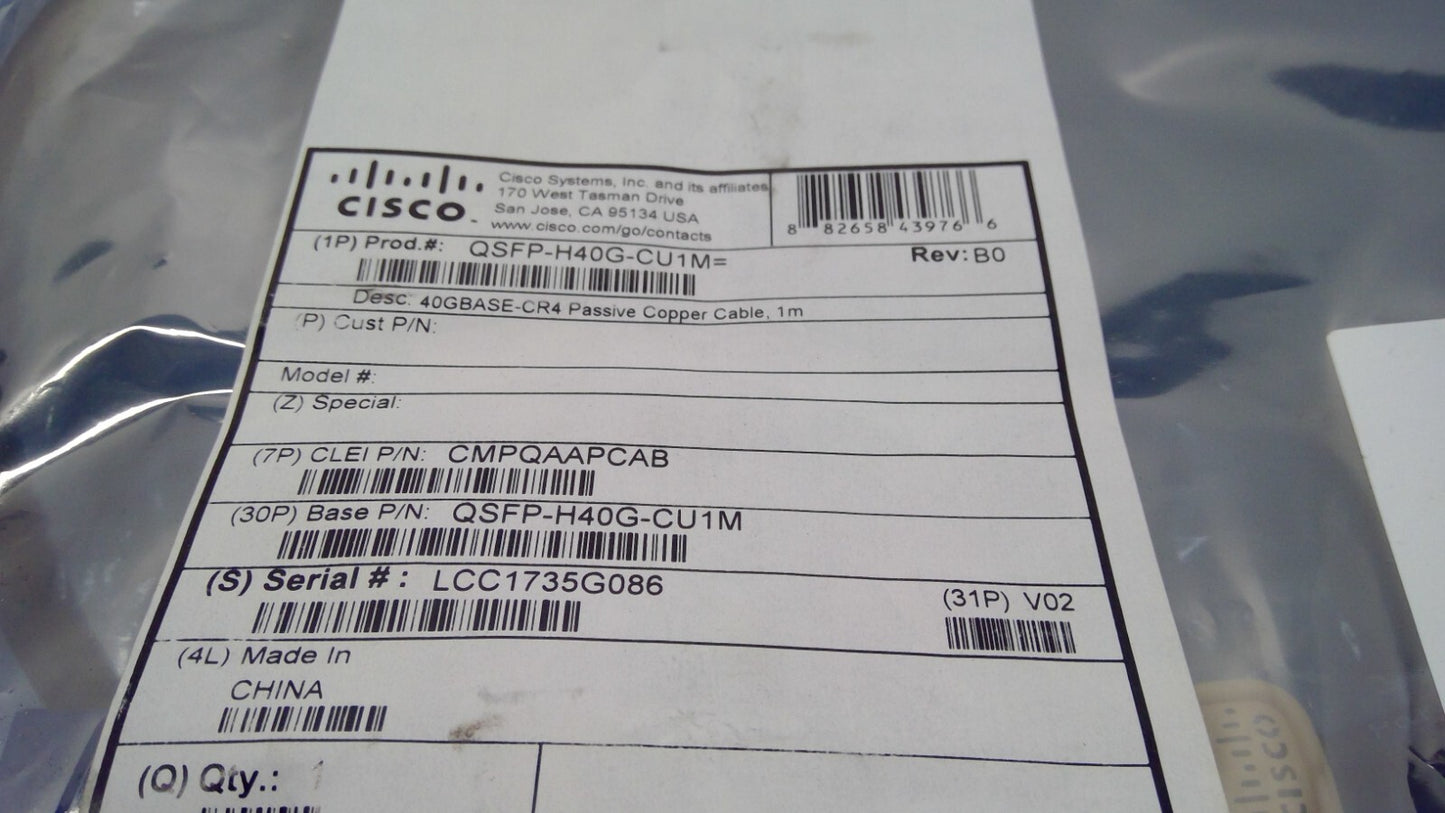 CISCO
Cisco Systems, Inc. and its affiliates
170 West Tasman Drive
San Jose, CA 95134 USA
www.cisco.com/go/contacts
8 82658 43976 6
(1P) Prod.#: QSFP-H40G-CU1M=
Rev: B0
Desc: 40GBASE-CR4 Passive Copper Cable, 1m
(P) Cust P/N:
Model #:
(Z) Special:
(7P) CLEI P/N: CMPQAAPCAB
(30P) Base P/N: QSFP-H40G-CU1M
(S) Serial #: LCC1735G086
(31P) V02
(4L) Made In
CHINA
(Q) Qty.: 1
CISCO